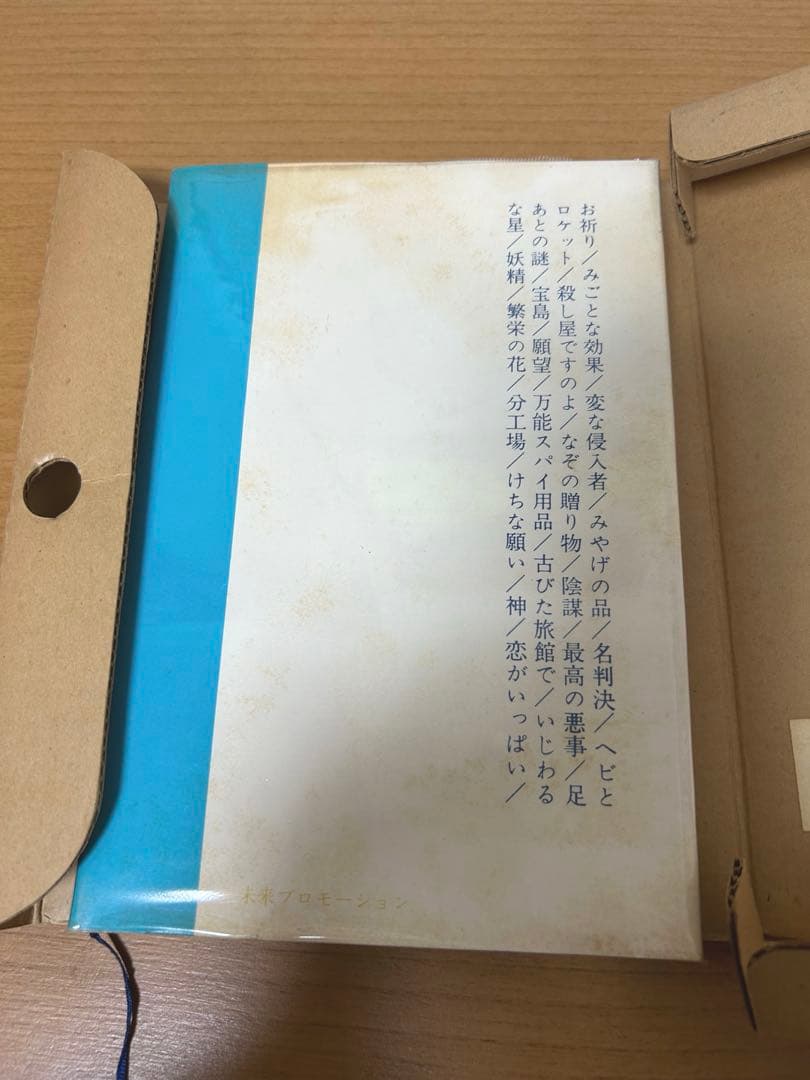 お祈り／みごとな効果／変な侵入者／みやげの品／名判決／ヘビと
ロケット／殺し屋ですのよ／なぞの贈り物／陰謀／最高の悪事／足
あとの謎／宝島／願望／万能スパイ用品／古びた旅館で／いじわる
な星／妖精／繁栄の花／分工場／けちな願い／神／恋がいっぱい／
未来プロモーション